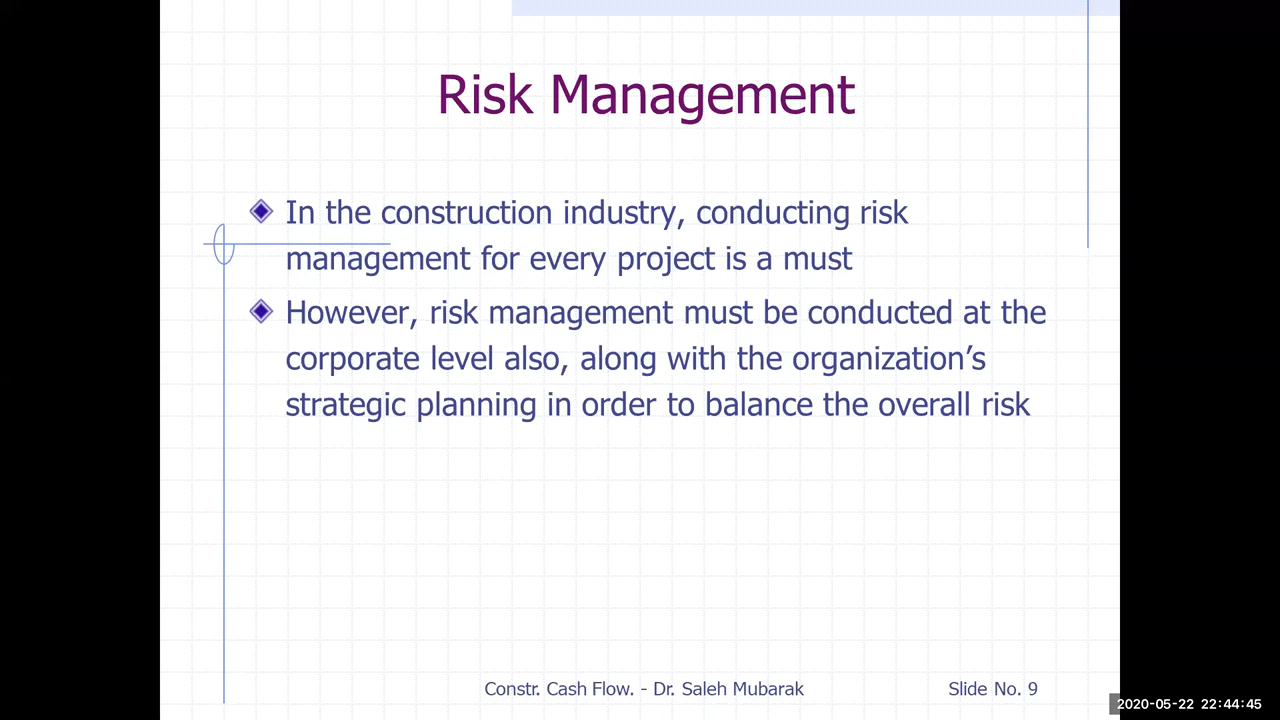 Risk Management
In the construction industry, conducting risk
management for every project is a must
However, risk management must be conducted at the
corporate level also, along with the organization’s
strategic planning in order to balance the overall risk
Constr. Cash Flow. - Dr. Saleh Mubarak
Slide No. 9
2020-05-22 22:44:45